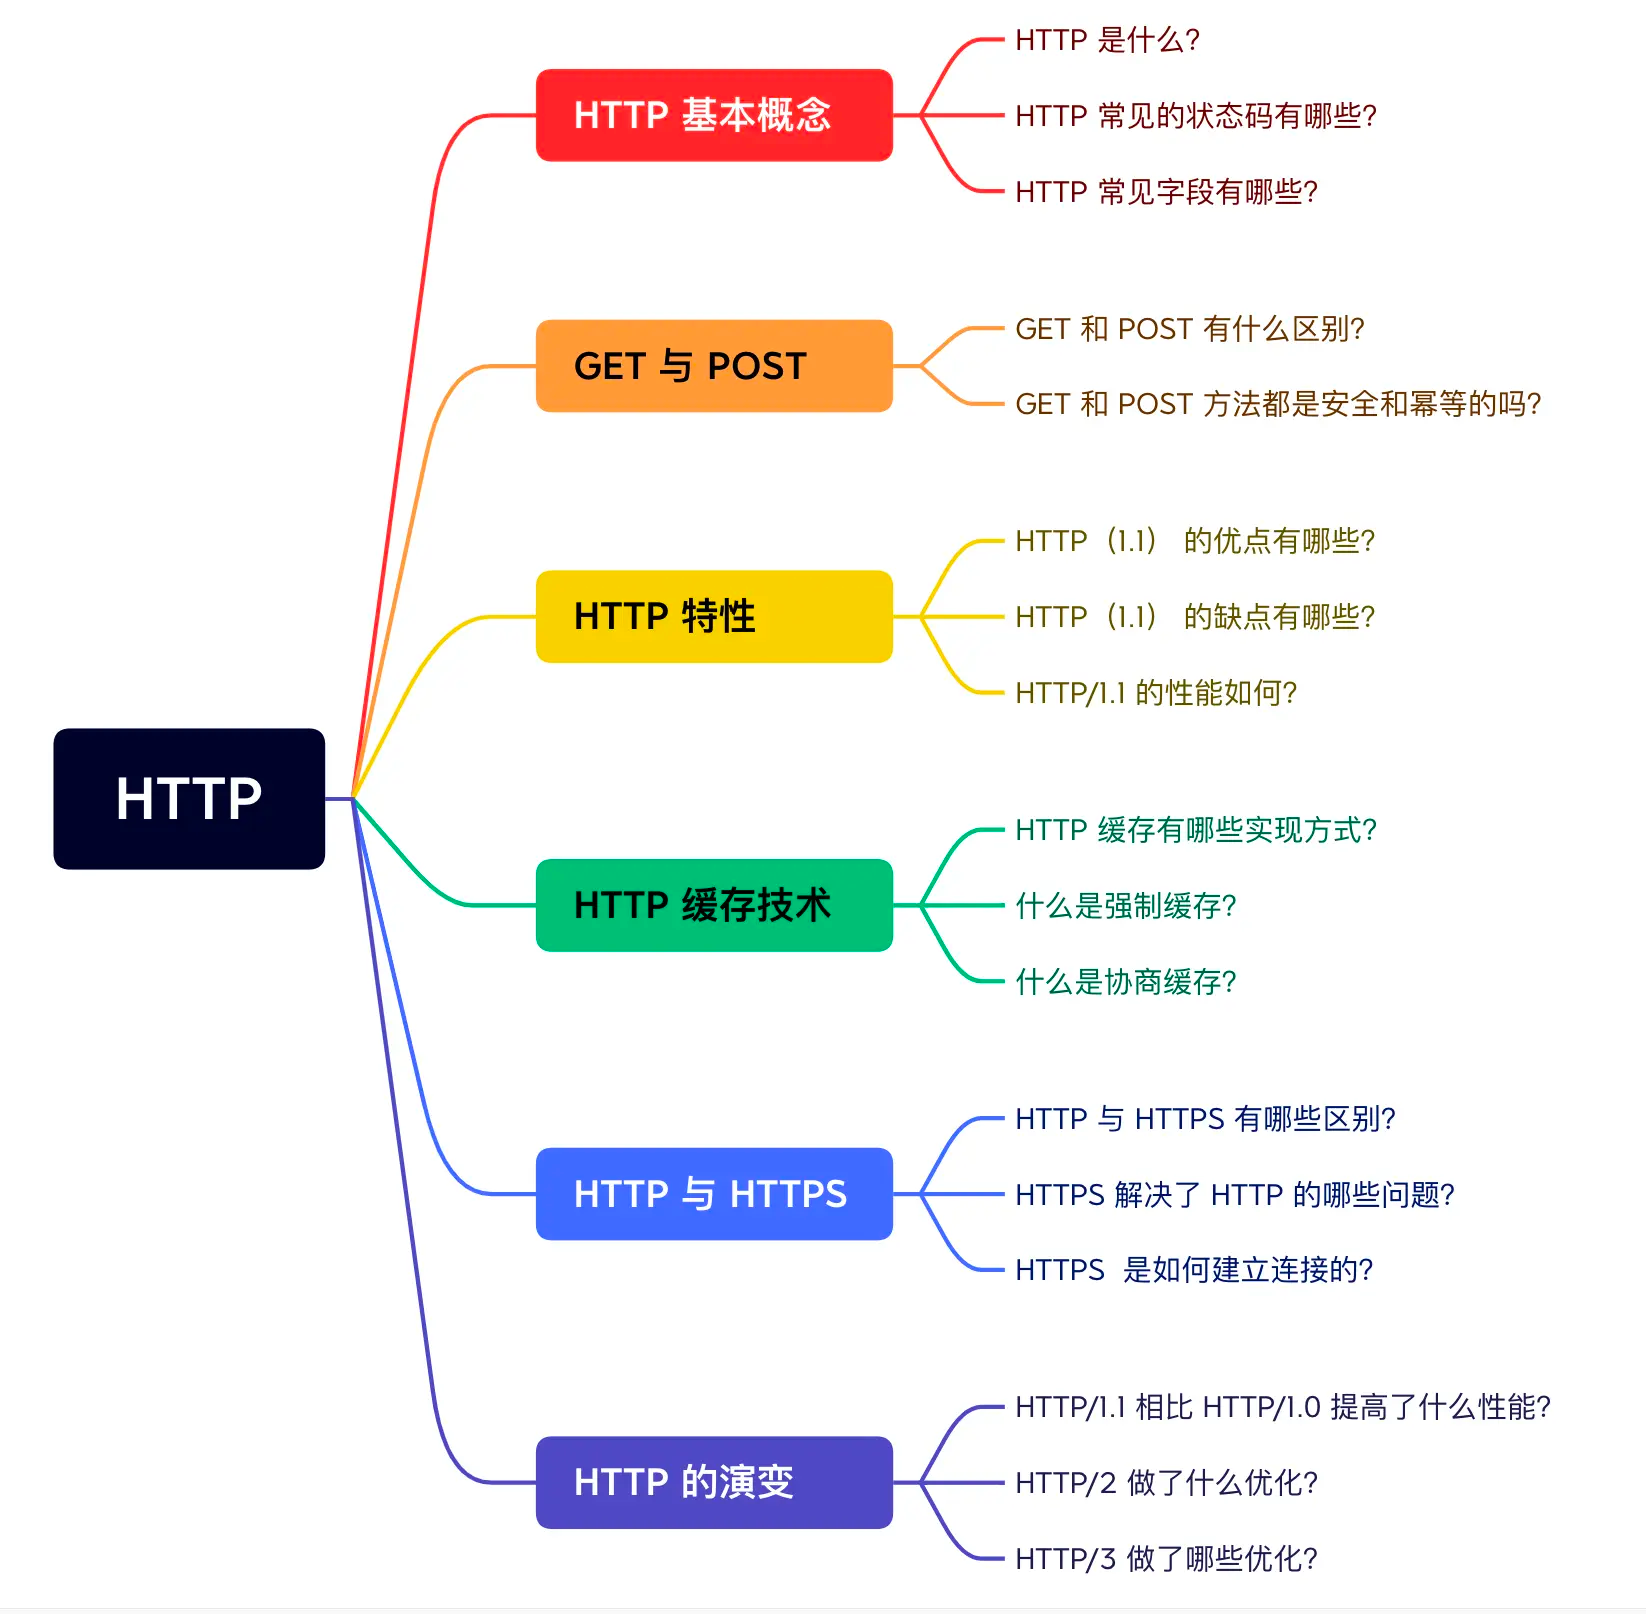 HTTP
HTTP 基本概念
HTTP 是什么？
HTTP 常见的状态码有哪些？
HTTP 常见字段有哪些？
GET 与 POST
GET 和 POST 有什么区别？
GET 和 POST 方法都是安全和幂等的吗？
HTTP 特性
HTTP（1.1） 的优点有哪些？
HTTP（1.1） 的缺点有哪些？
HTTP/1.1 的性能如何？
HTTP 缓存技术
HTTP 缓存有哪些实现方式？
什么是强制缓存？
什么是协商缓存？
HTTP 与 HTTPS
HTTP 与 HTTPS 有哪些区别？
HTTPS 解决了 HTTP 的哪些问题？
HTTPS  是如何建立连接的？
HTTP 的演变
HTTP/1.1 相比 HTTP/1.0 提高了什么性能？
HTTP/2 做了什么优化？
HTTP/3 做了哪些优化？